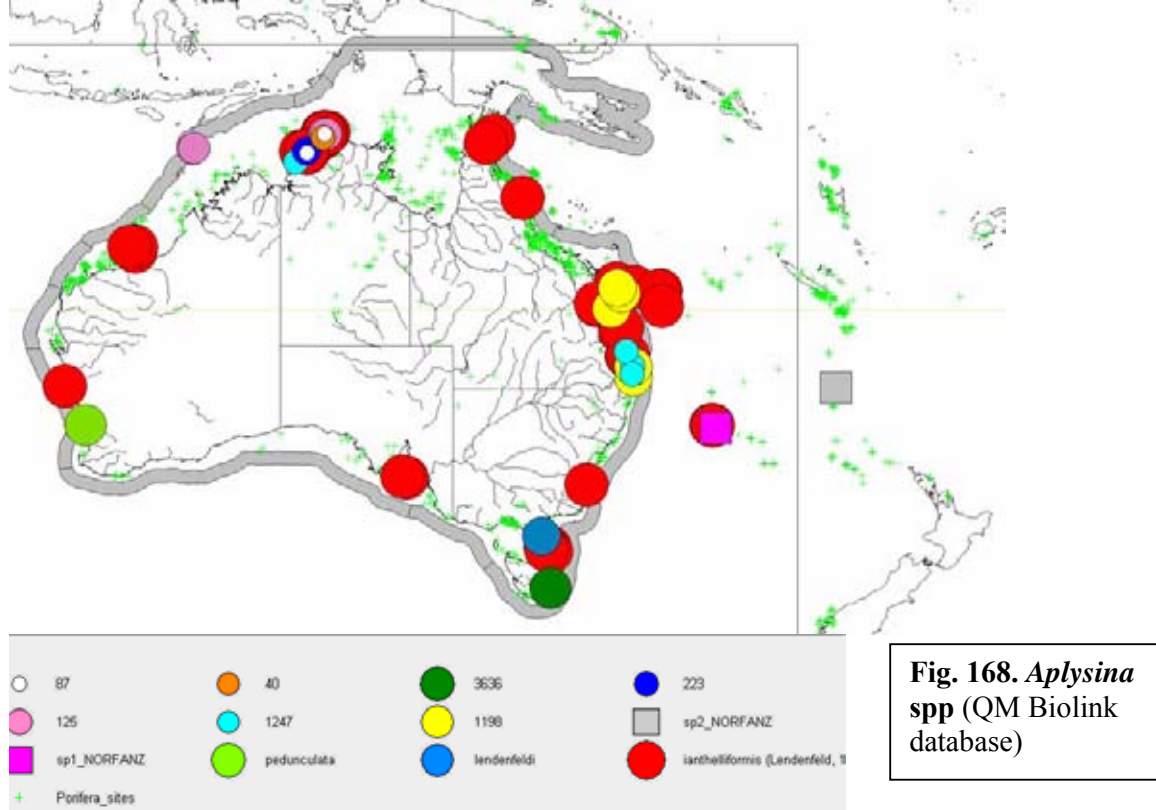 87 40 3636 223
125 1247 1198 sp2_NORFANZ
sp1_NORFANZ pedunculata lendenfeldi ianthelliformis (Lendenfeld,
Porifera_sites
Fig. 168. Aplysina
spp (QM Biolink
database)